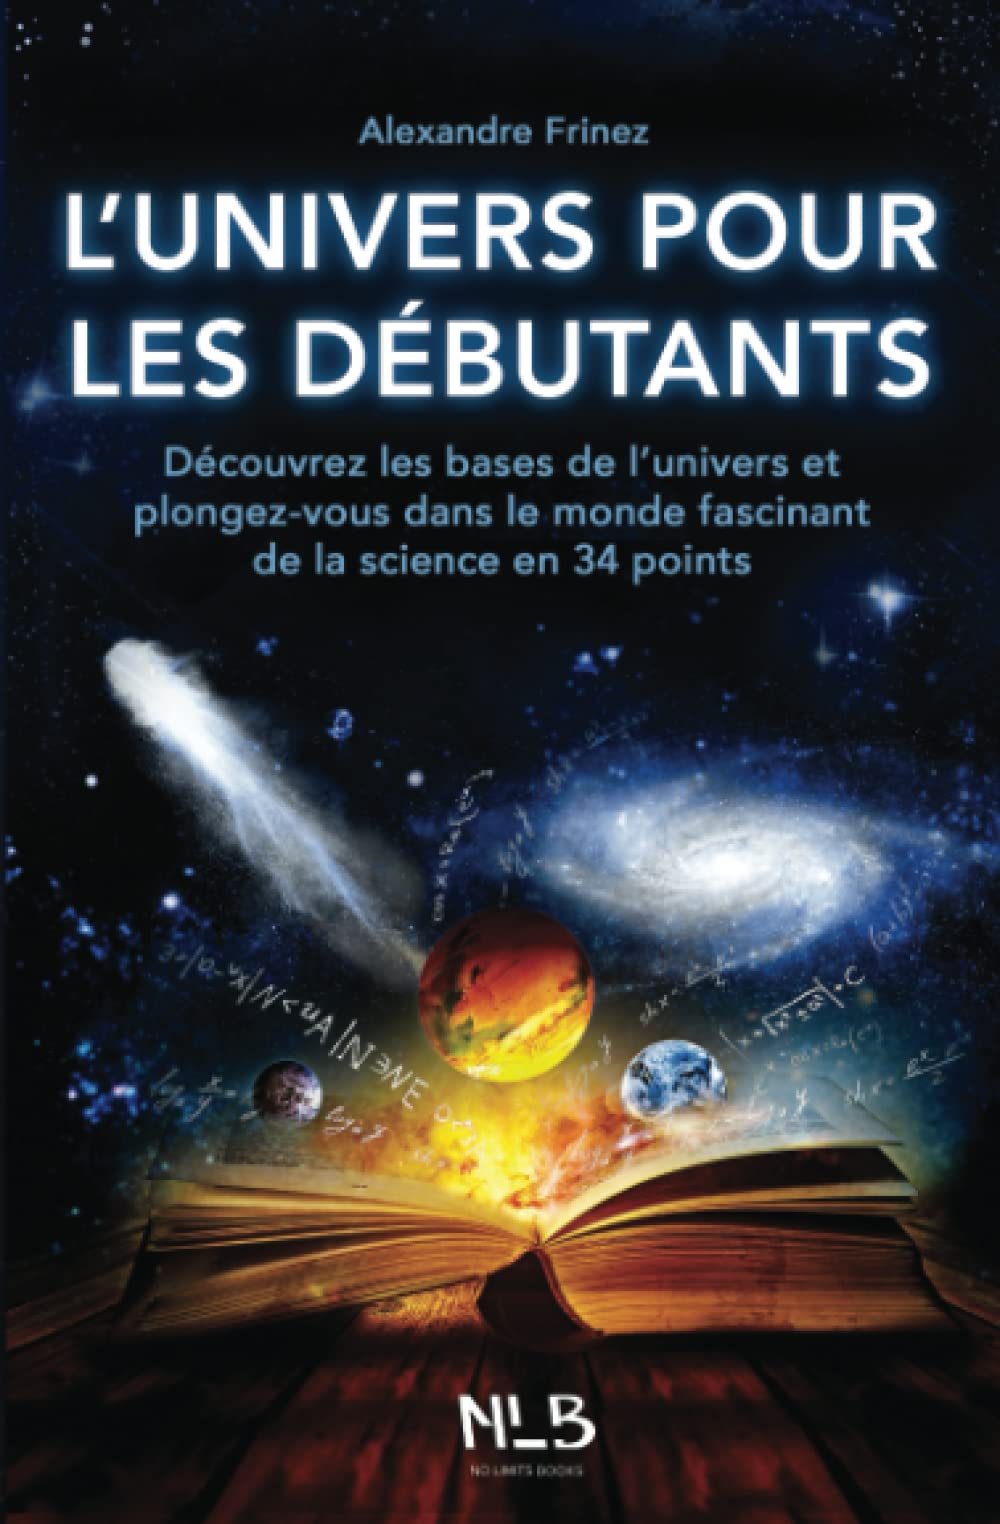 Alexandre Frinez
L'UNIVERS POUR
LES DÉBUTANTS
Découvrez les bases de l'univers et
plongez-vous dans le monde fascinant
de la science en 34 points
NLB
NO LIMITS BOOKS